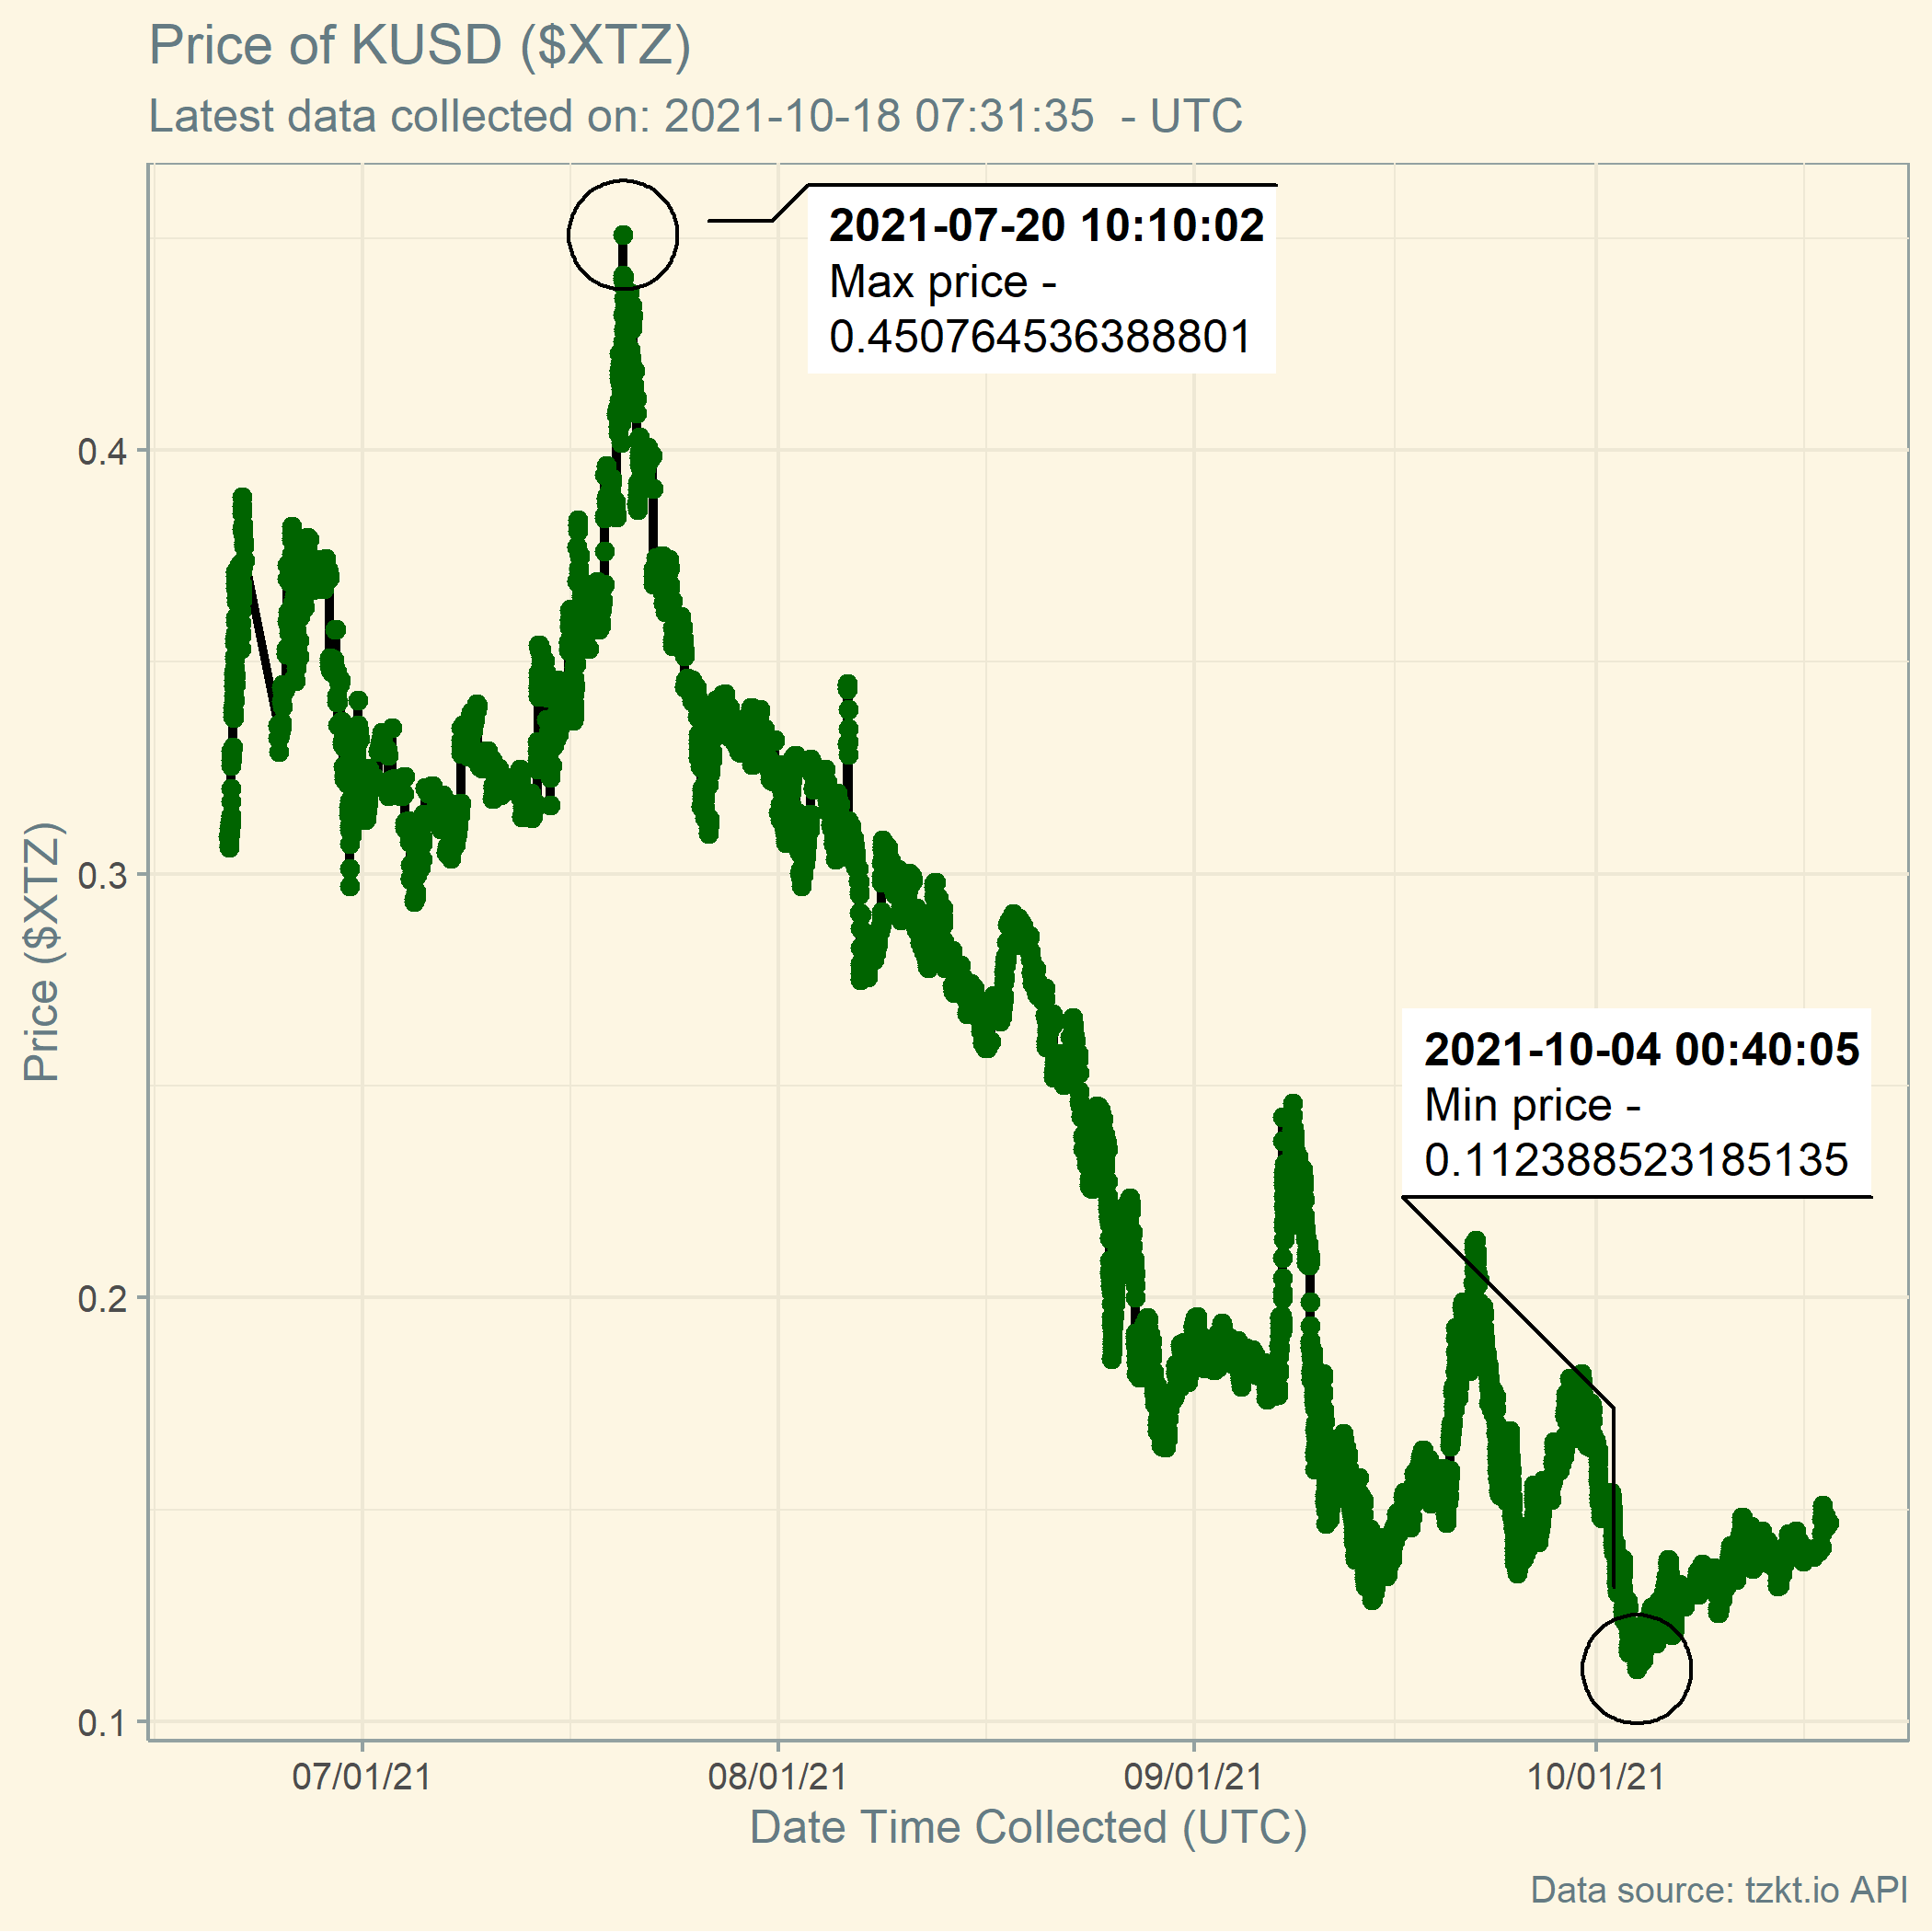 Price of KUSD ($XTZ)
Latest data collected on: 2021-10-18 07:31:35  - UTC
2021-07-20 10:10:02
Max price -
0.450764536388801
0.4
0.3
0.2
0.1
Price ($XTZ)
2021-10-04 00:40:05
Min price -
0.112388523185135
07/01/21
08/01/21
09/01/21
10/01/21
Date Time Collected (UTC)
Data source: tzkt.io API